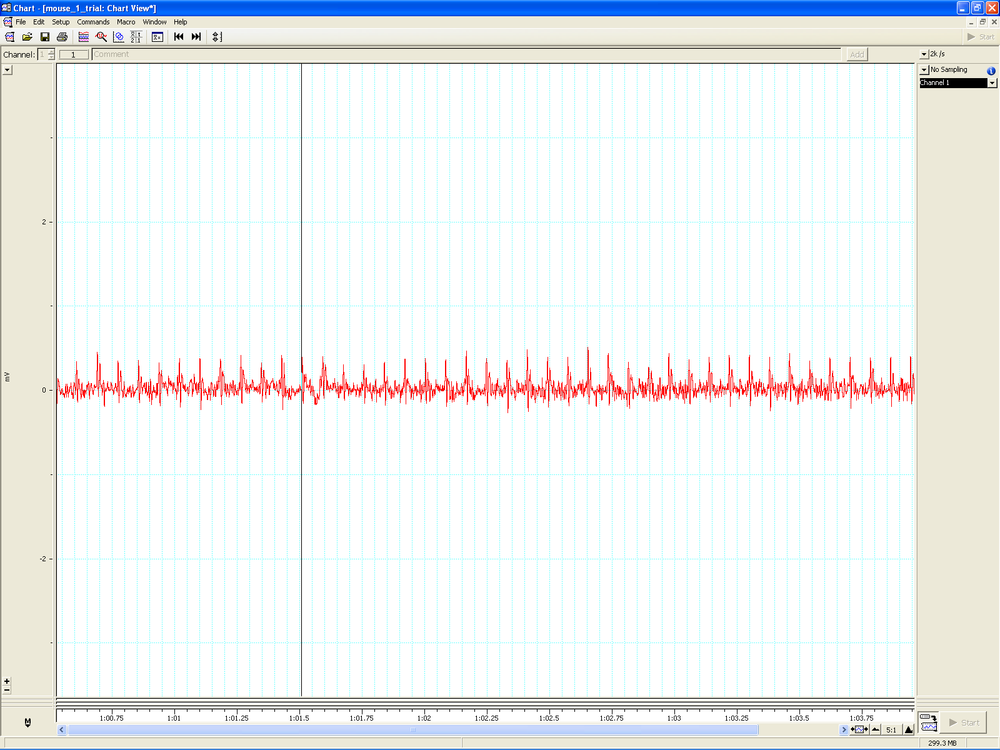 Chart - [mouse_1_trial: Chart View*]
File Edit Setup Commands Macro Window Help
Start
Channel: 1 1 Comment Add 2k /s
No Sampling
Channel 1
2
0
-2
mV
M
1:00.75 1:01 1:01.25 1:01.5 1:01.75 1:02 1:02.25 1:02.5 1:02.75 1:03 1:03.25 1:03.5 1:03.75
5:1
Start
299.3 MB